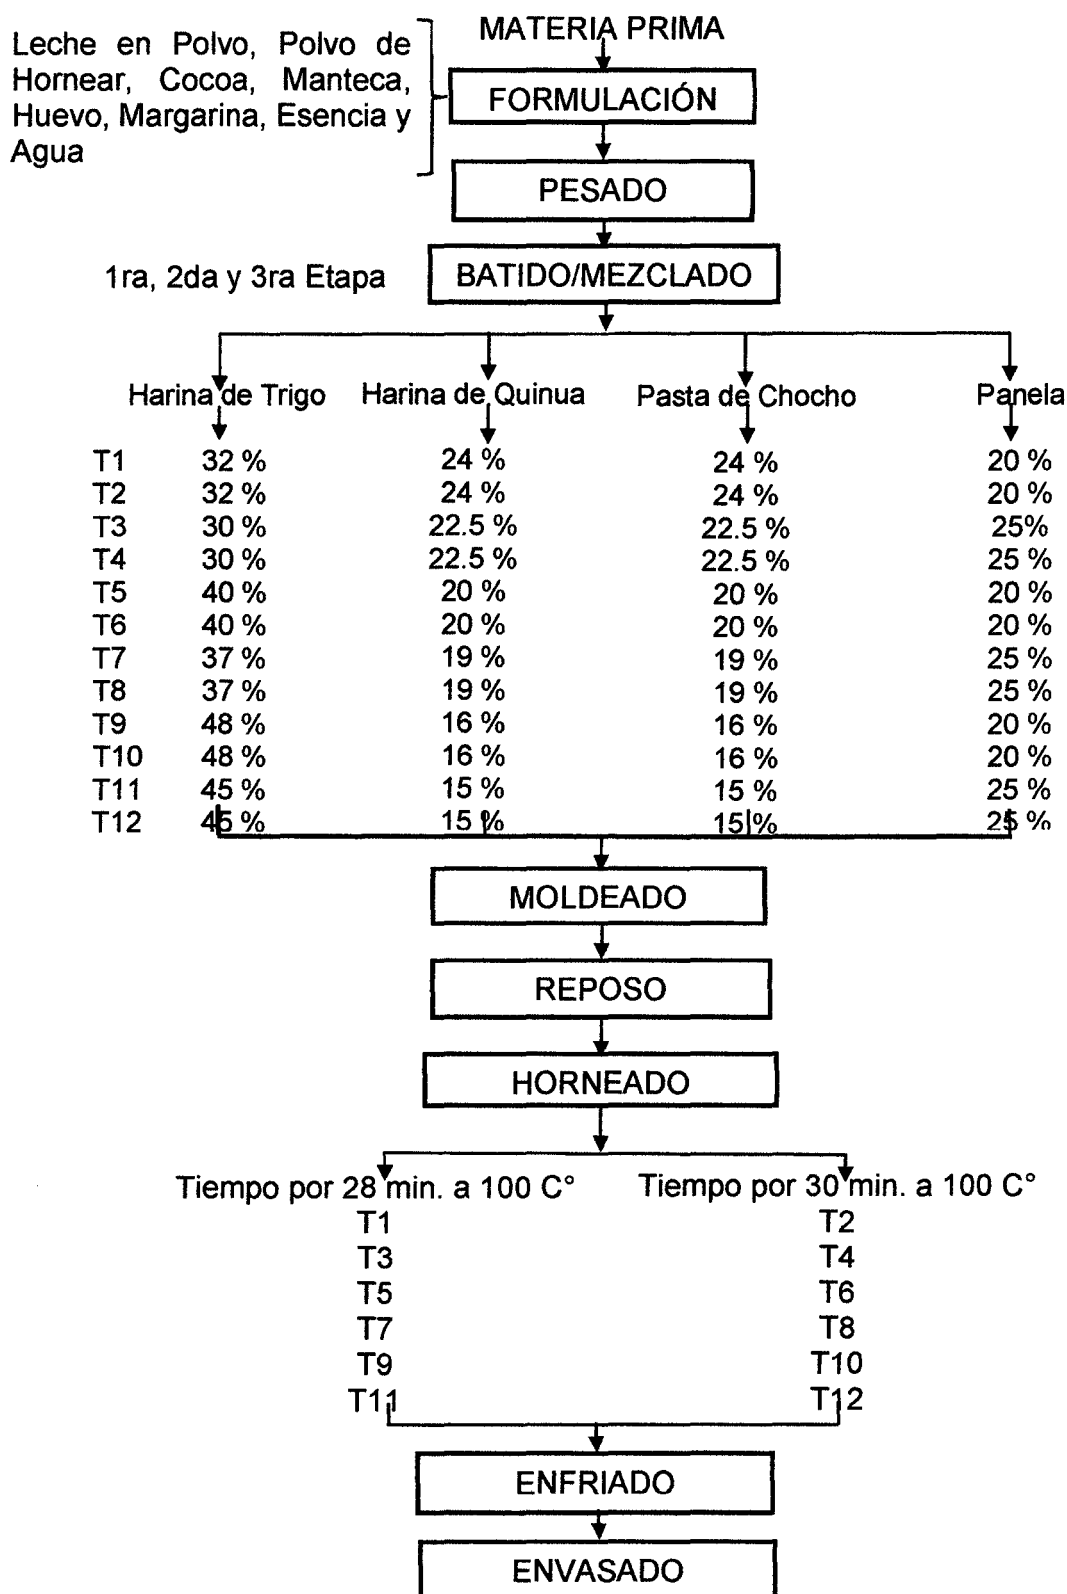 MATERIA PRIMA
Leche en Polvo, Polvo de
Hornear, Cocoa, Manteca,
Huevo, Margarina, Esencia y
Agua
FORMULACIÓN
PESADO
1ra, 2da y 3ra Etapa
BATIDO/MEZCLADO
Harina de Trigo Harina de Quinua Pasta de Chocho Panela
T1 32 % 24 % 24 % 20 %
T2 32 % 24 % 24 % 20 %
T3 30 % 22.5 % 22.5 % 25%
T4 30 % 22.5 % 22.5 % 25 %
T5 40 % 20 % 20 % 20 %
T6 40 % 20 % 20 % 20 %
T7 37 % 19 % 19 % 25 %
T8 37 % 19 % 19 % 25 %
T9 48 % 16 % 16 % 20 %
T10 48 % 16 % 16 % 20 %
T11 45 % 15 % 15 % 25 %
T12 45 % 15 % 15 % 25 %
MOLDEADO
REPOSO
HORNEADO
Tiempo por 28 min. a 100 C° Tiempo por 30 min. a 100 C°
T1 T2
T3 T4
T5 T6
T7 T8
T9 T10
T11 T12
ENFRIADO
ENVASADO